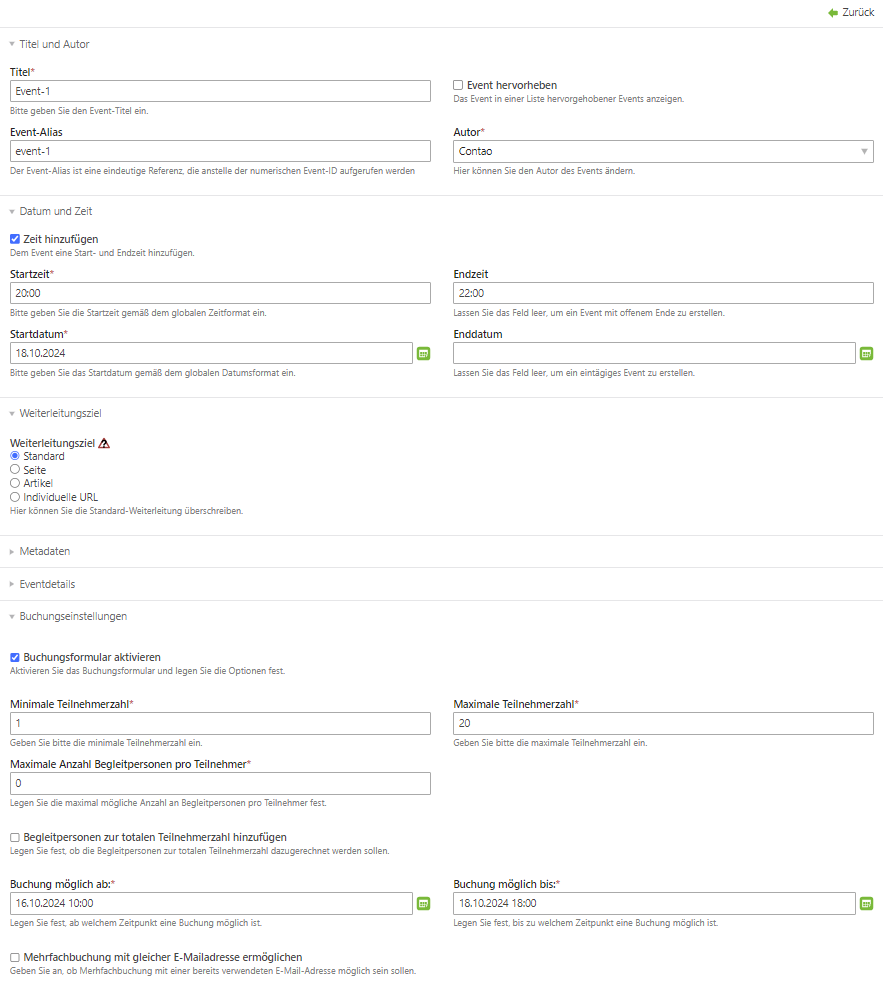 Zurück
Titel und Autor
Titel*
Event-1
Bitte geben Sie den Event-Titel ein.
Event hervorheben
Das Event in einer Liste hervorgehobener Events anzeigen.
Event-Alias
event-1
Der Event-Alias ist eine eindeutige Referenz, die anstelle der numerischen Event-ID aufgerufen werden
Autor*
Contao
Hier können Sie den Autor des Events ändern.
Datum und Zeit
Zeit hinzufügen
Dem Event eine Start- und Endzeit hinzufügen.
Startzeit*
20:00
Bitte geben Sie die Startzeit gemäß dem globalen Zeitformat ein.
Endzeit
22:00
Lassen Sie das Feld leer, um ein Event mit offenem Ende zu erstellen.
Startdatum*
18.10.2024
Bitte geben Sie das Startdatum gemäß dem globalen Datumsformat ein.
Enddatum
Lassen Sie das Feld leer, um ein eintägiges Event zu erstellen.
Weiterleitungsziel
Weiterleitungsziel
Standard
Seite
Artikel
Individuelle URL
Hier können Sie die Standard-Weiterleitung überschreiben.
Metadaten
Eventdetails
Buchungseinstellungen
Buchungsformular aktivieren
Aktivieren Sie das Buchungsformular und legen Sie die Optionen fest.
Minimale Teilnehmerzahl*
1
Geben Sie bitte die minimale Teilnehmerzahl ein.
Maximale Teilnehmerzahl*
20
Geben Sie bitte die maximale Teilnehmerzahl ein.
Maximale Anzahl Begleitpersonen pro Teilnehmer*
0
Legen Sie die maximal mögliche Anzahl an Begleitpersonen pro Teilnehmer fest.
Begleitpersonen zur totalen Teilnehmerzahl hinzufügen
Legen Sie fest, ob die Begleitpersonen zur totalen Teilnehmerzahl dazugerechnet werden sollen.
Buchung möglich ab:*
16.10.2024 10:00
Legen Sie fest, ab welchem Zeitpunkt eine Buchung möglich ist.
Buchung möglich bis:*
18.10.2024 18:00
Legen Sie fest, bis zu welchem Zeitpunkt eine Buchung möglich ist.
Mehrfachbuchung mit gleicher E-Mailadresse ermöglichen
Geben Sie an, ob Merhfachbuchung mit einer bereits verwendeten E-Mail-Adresse möglich sein sollen.